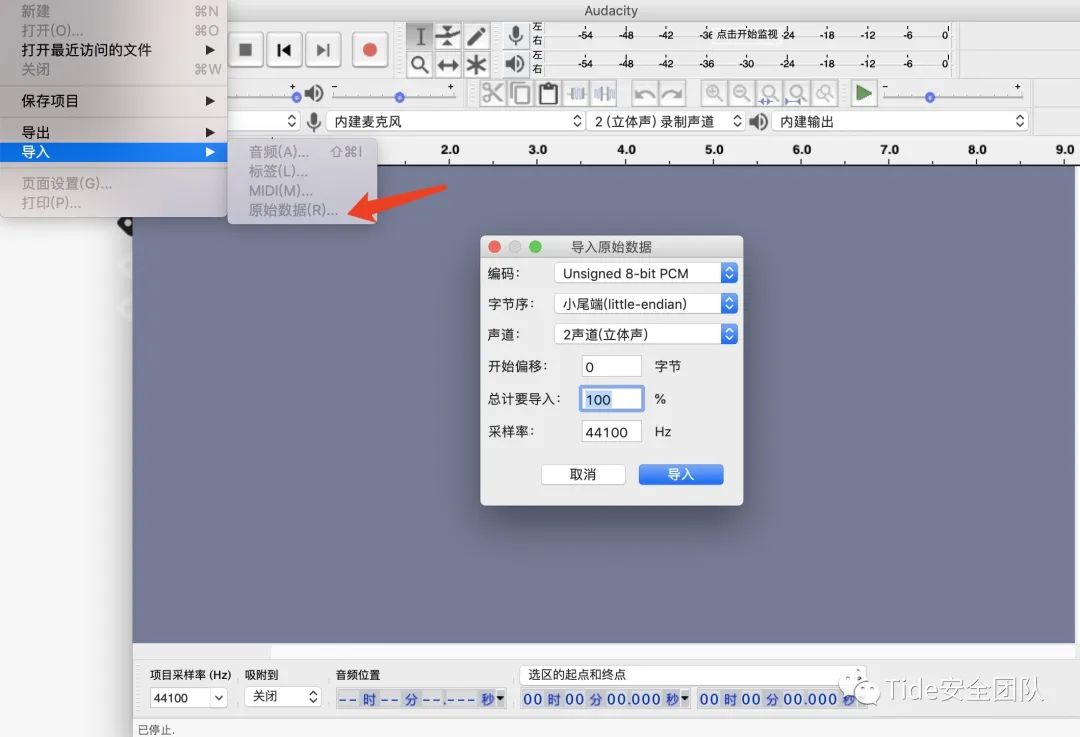 Audacity
新建 ⌘N
打开(O)... ⌘O
打开最近访问的文件
关闭 ⌘W
保存项目
导出
导入
页面设置(G)...
打印(P)...
音频(A)... ⇧⌘I
标签(L)...
MIDI(M)...
原始数据(R)...
左
右
-54 -48 -42 -36 点击开始监视 -24 -18 -12 -6 0
左
右
-54 -48 -42 -36 -30 -24 -18 -12 -6 0
内建麦克风 2 (立体声) 录制声道 内建输出
2.0 3.0 4.0 5.0 6.0 7.0 8.0 9.0
导入原始数据
编码: Unsigned 8-bit PCM
字节序: 小尾端(little-endian)
声道: 2声道(立体声)
开始偏移: 0 字节
总计要导入: 100 %
采样率: 44100 Hz
取消 导入
项目采样率 (Hz) 吸附到 音频位置 选区的起点和终点
44100 关闭 -- 时 -- 分 --.--- 秒 00 时 00 分 00.000 秒 00 时 00 分 00.000 秒
Tide安全团队
已停止.